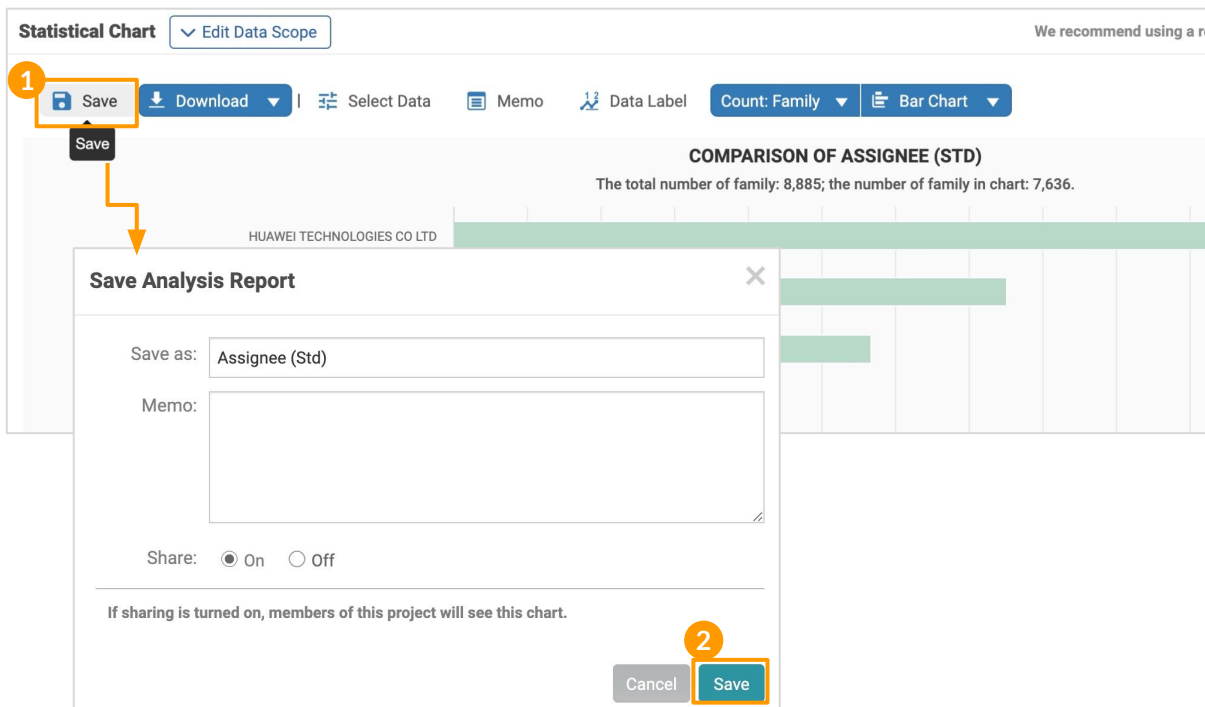 Statistical Chart Edit Data Scope We recommend using a r
1
Save Download | Select Data Memo Data Label Count: Family Bar Chart
Save
COMPARISON OF ASSIGNEE (STD)
The total number of family: 8,885; the number of family in chart: 7,636.
HUAWEI TECHNOLOGIES CO LTD
Save Analysis Report
Save as: Assignee (Std)
Memo:
Share: On Off
If sharing is turned on, members of this project will see this chart.
2
Cancel Save